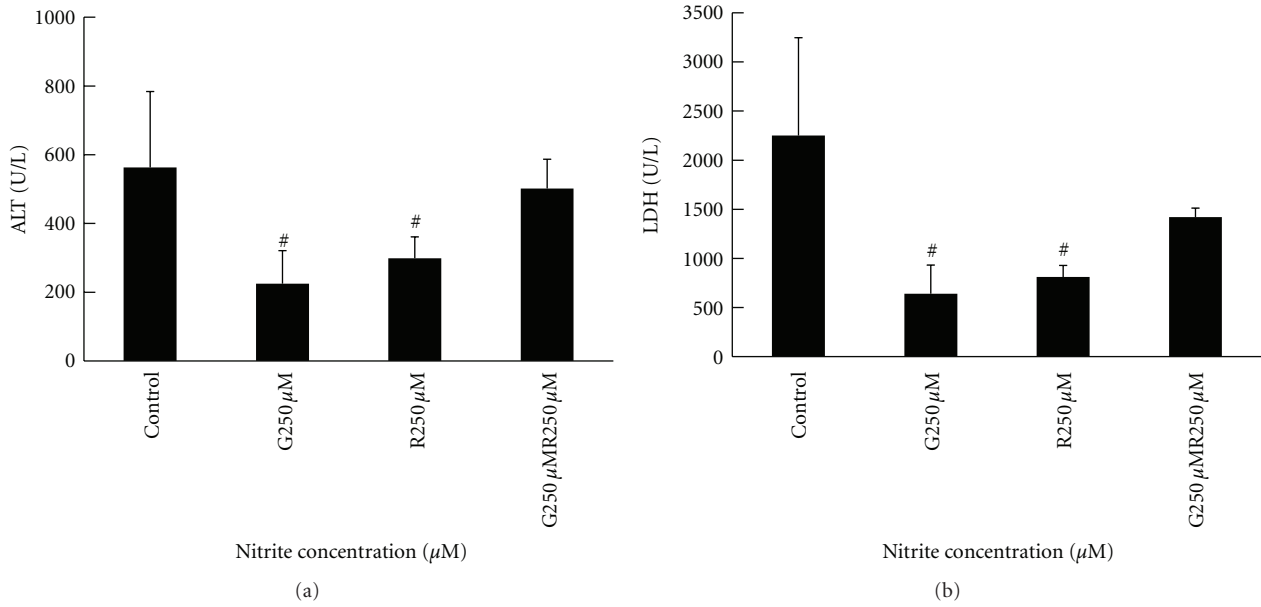 1000
800
600
400
200
0
ALT (U/L)
#
#
Control
G250 µM
R250 µM
G250 µMR250 µM
Nitrite concentration (µM)
(a)
3500
3000
2500
2000
1500
1000
500
0
LDH (U/L)
#
#
Control
G250 µM
R250 µM
G250 µMR250 µM
Nitrite concentration (µM)
(b)